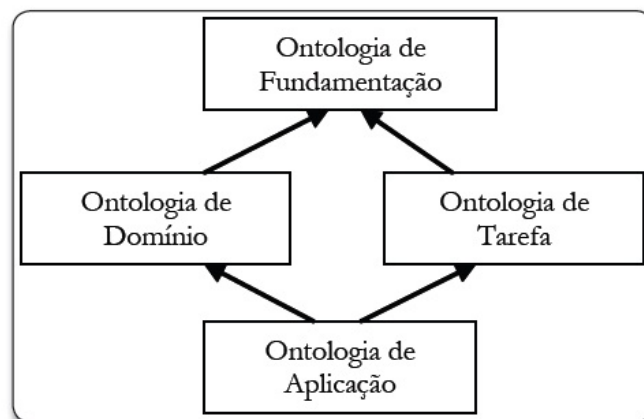 Ontologia de
Fundamentação
Ontologia de
Domínio
Ontologia de
Tarefa
Ontologia de
Aplicação